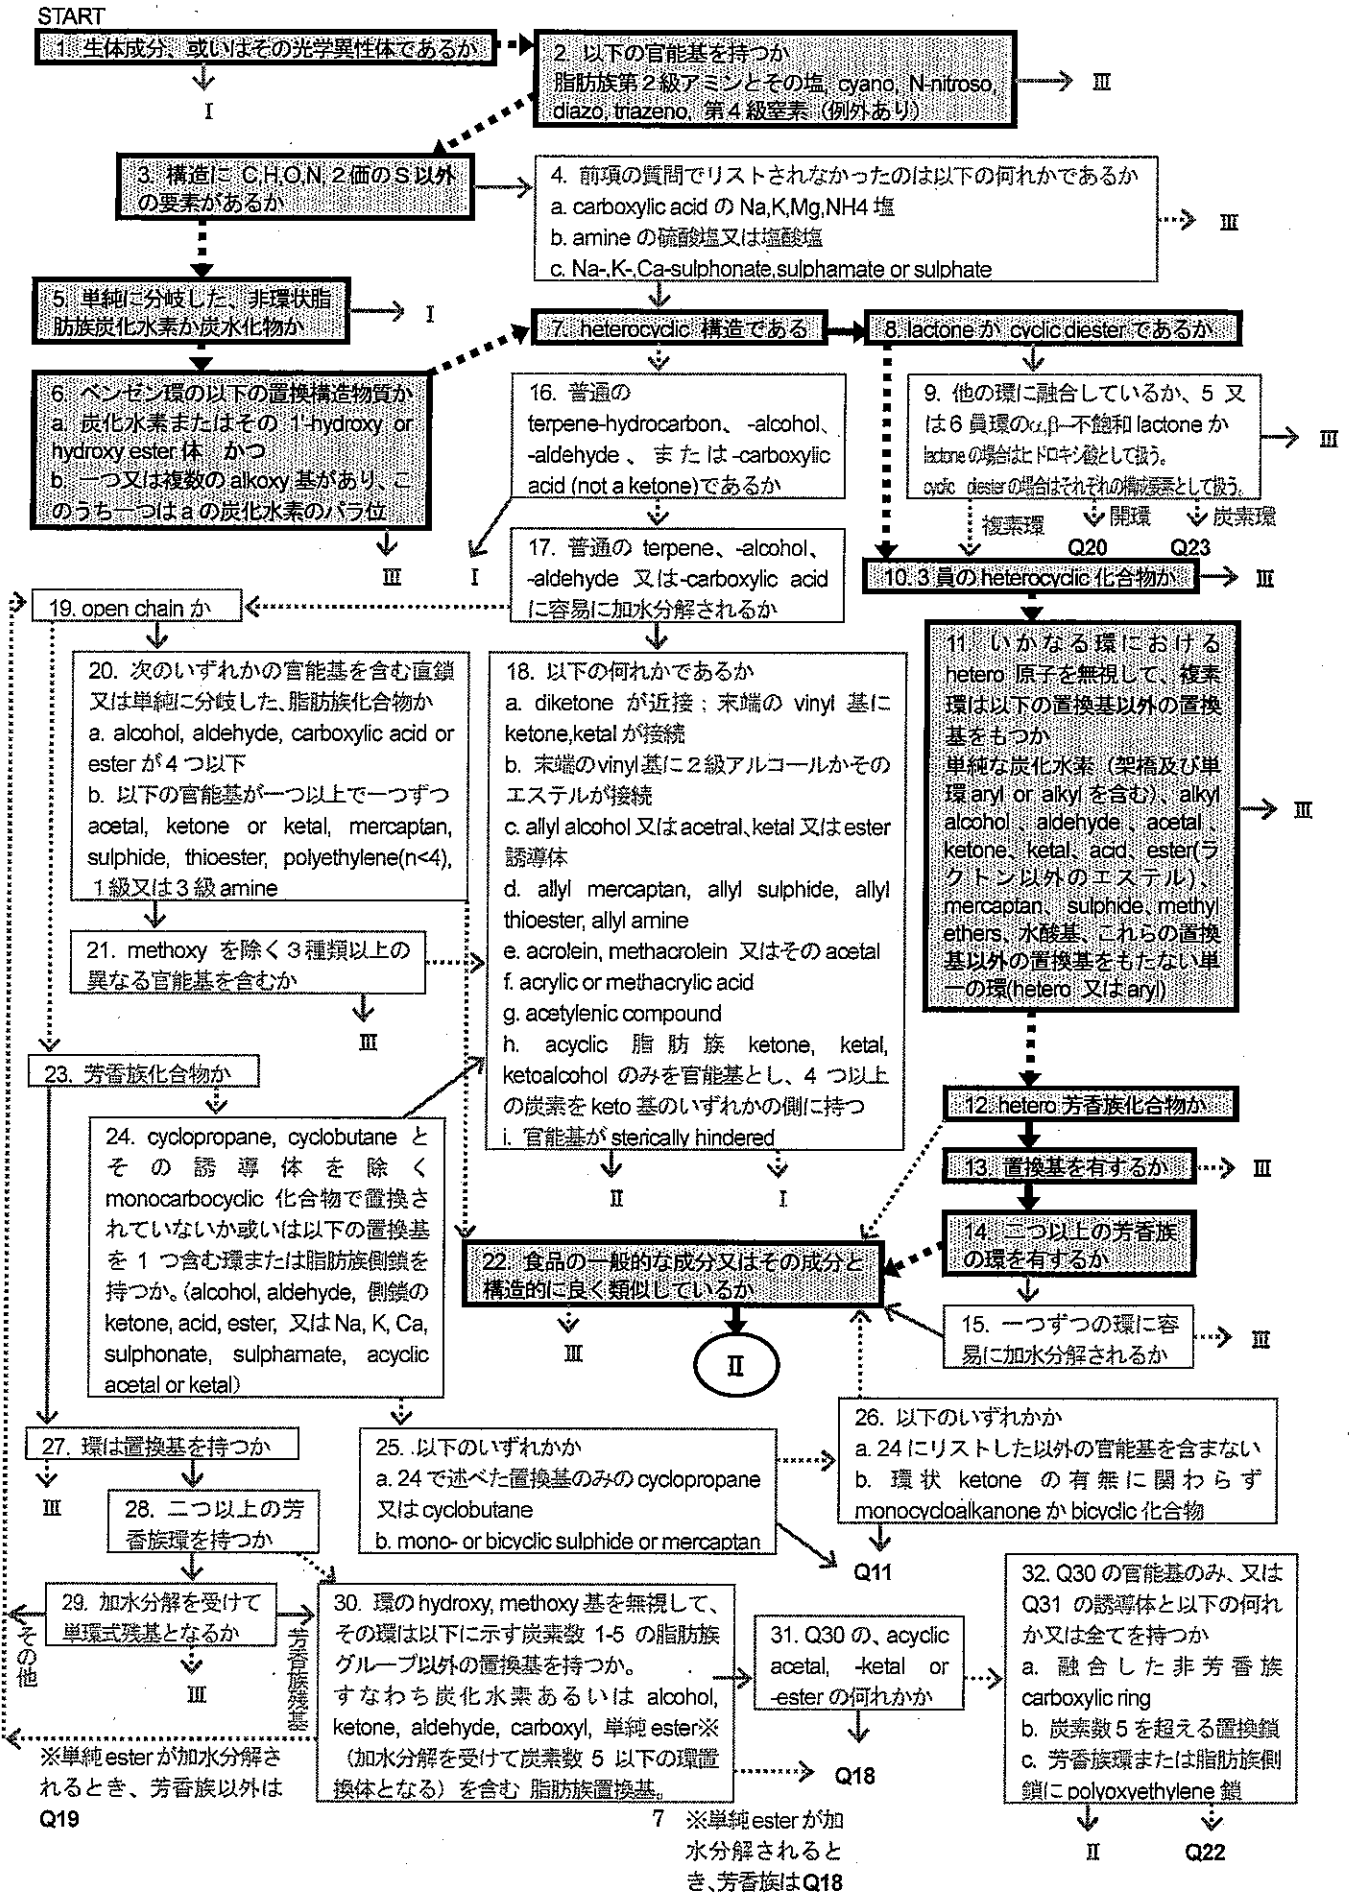 START
1. 生体成分、或いはその光学異性体であるか
I
2. 以下の官能基を持つか
脂肪族第2級アミンとその塩, cyano, N-nitroso,
diazo, triazeno, 第4級窒素（例外あり）
III
3. 構造に C,H,O,N,2価のS以外
の要素があるか
4. 前項の質問でリストされなかったのは以下の何れかであるか
a. carboxylic acid の Na,K,Mg,NH4 塩
b. amine の硫酸塩又は塩酸塩
c. Na-,K-,Ca-sulphonate,sulphamate or sulphate
III
5. 単純に分岐した、非環状脂
肪族炭化水素か炭水化物か
I
6. ベンゼン環の以下の置換構造物質か
a. 炭化水素またはその 1'-hydroxy or
hydroxy ester 体　かつ
b. 一つ又は複数の alkoxy 基があり、こ
のうち一つは a の炭化水素のパラ位
III
7. heterocyclic 構造である
8. lactone か cyclic diester であるか
9. 他の環に融合しているか、5 又
は 6 員環のα,β-不飽和 lactone か
lactone の場合はヒドロキシ酸として扱う。
cyclic diester の場合はそれぞれの構成要素として扱う。
III
複素環
開環
炭素環
Q20
Q23
10. 3 員の heterocyclic 化合物か
III
16. 普通の
terpene-hydrocarbon、-alcohol、
-aldehyde 、または-carboxylic
acid (not a ketone)であるか
I
17. 普通の terpene、-alcohol、
-aldehyde 又は-carboxylic acid
に容易に加水分解されるか
11. いかなる環における
hetero 原子を無視して、複素
環は以下の置換基以外の置換
基をもつか
単純な炭化水素（架橋及び単
環 aryl or alkyl を含む）、alkyl
alcohol 、aldehyde 、acetal 、
ketone、ketal、acid、ester(ラ
クトン以外のエステル)、
mercaptan、sulphide、methyl
ethers、水酸基、これらの置換
基以外の置換基をもたない単
一の環(hetero 又は aryl)
III
19. open chain か
20. 次のいずれかの官能基を含む直鎖
又は単純に分岐した、脂肪族化合物か
a. alcohol, aldehyde, carboxylic acid or
ester が 4 つ以下
b. 以下の官能基が一つ以上で一つずつ
acetal, ketone or ketal, mercaptan,
sulphide, thioester, polyethylene(n<4),
1 級又は 3 級 amine
18. 以下の何れかであるか
a. diketone が近接；末端の vinyl 基に
ketone,ketal が接続
b. 末端の vinyl 基に 2 級アルコールかその
エステルが接続
c. allyl alcohol 又は acetral, ketal 又は ester
誘導体
d. allyl mercaptan, allyl sulphide, allyl
thioester, allyl amine
e. acrolein, methacrolein 又はその acetal
f. acrylic or methacrylic acid
g. acetylenic compound
h. acyclic 脂肪族 ketone, ketal,
ketoalcohol のみを官能基とし、4 つ以上
の炭素を keto 基のいずれかの側に持つ
i. 官能基が sterically hindered
II
I
21. methoxy を除く 3 種類以上の
異なる官能基を含むか
III
12. hetero 芳香族化合物か
13. 置換基を有するか
III
14. 二つ以上の芳香族
の環を有するか
15. 一つずつの環に容
易に加水分解されるか
III
23. 芳香族化合物か
24. cyclopropane, cyclobutane と
その誘導体を除く
monocarbocyclic 化合物で置換さ
れていないか或いは以下の置換基
を 1 つ含む環または脂肪族側鎖を
持つか。(alcohol, aldehyde, 側鎖の
ketone, acid, ester, 又は Na, K, Ca,
sulphonate, sulphamate, acyclic
acetal or ketal)
22. 食品の一般的な成分又はその成分と
構造的に良く類似しているか
III
II
25. .以下のいずれかか
a. 24 で述べた置換基のみの cyclopropane
又は cyclobutane
b. mono- or bicyclic sulphide or mercaptan
26. 以下のいずれかか
a. 24 にリストした以外の官能基を含まない
b. 環状 ketone の有無に関わらず
monocycloalkanone か bicyclic 化合物
Q11
27. 環は置換基を持つか
III
28. 二つ以上の芳
香族環を持つか
29. 加水分解を受けて
単環式残基となるか
その他
芳香族残基
III
30. 環の hydroxy, methoxy 基を無視して、
その環は以下に示す炭素数 1-5 の脂肪族
グループ以外の置換基を持つか。
すなわち炭化水素あるいは alcohol,
ketone, aldehyde, carboxyl, 単純 ester※
（加水分解を受けて炭素数 5 以下の環置
換体となる）を含む 脂肪族置換基。
31. Q30 の、acyclic
acetal, -ketal or
-ester の何れかか
Q18
32. Q30 の官能基のみ、又は
Q31 の誘導体と以下の何れ
か又は全てを持つか
a. 融合した非芳香族
carboxylic ring
b. 炭素数 5 を超える置換鎖
c. 芳香族環または脂肪族側
鎖に polyoxyethylene 鎖
II
Q22
※単純 ester が加水分解さ
れるとき、芳香族以外は
Q19
7
※単純 ester が加
水分解されると
き、芳香族は Q18